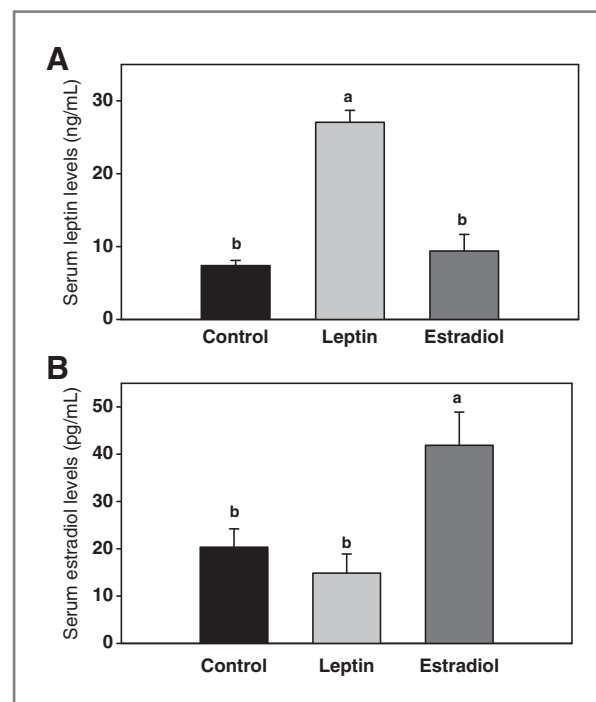 A
Serum leptin levels (ng/mL)
30
20
10
0
b
a
b
Control Leptin Estradiol
B
Serum estradiol levels (pg/mL)
50
40
30
20
10
0
b
b
a
Control Leptin Estradiol